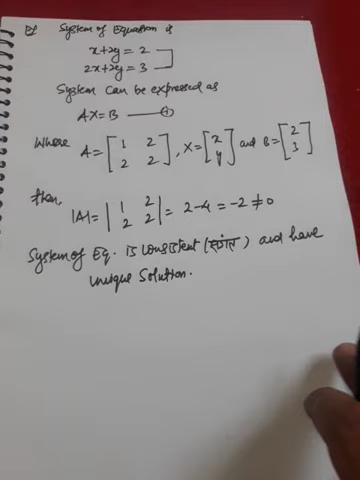 System of Equation is
x+2y = 2
2x+2y = 3
System can be expressed as
AX=B —(1)
Where A = [1 2 2 2], X = [x y] and B = [2 3]
then,
|A| = |1 2 2 2| = 2-4 = -2 ≠ 0
System of Eq. is consistent (संगत) and have
unique solution.